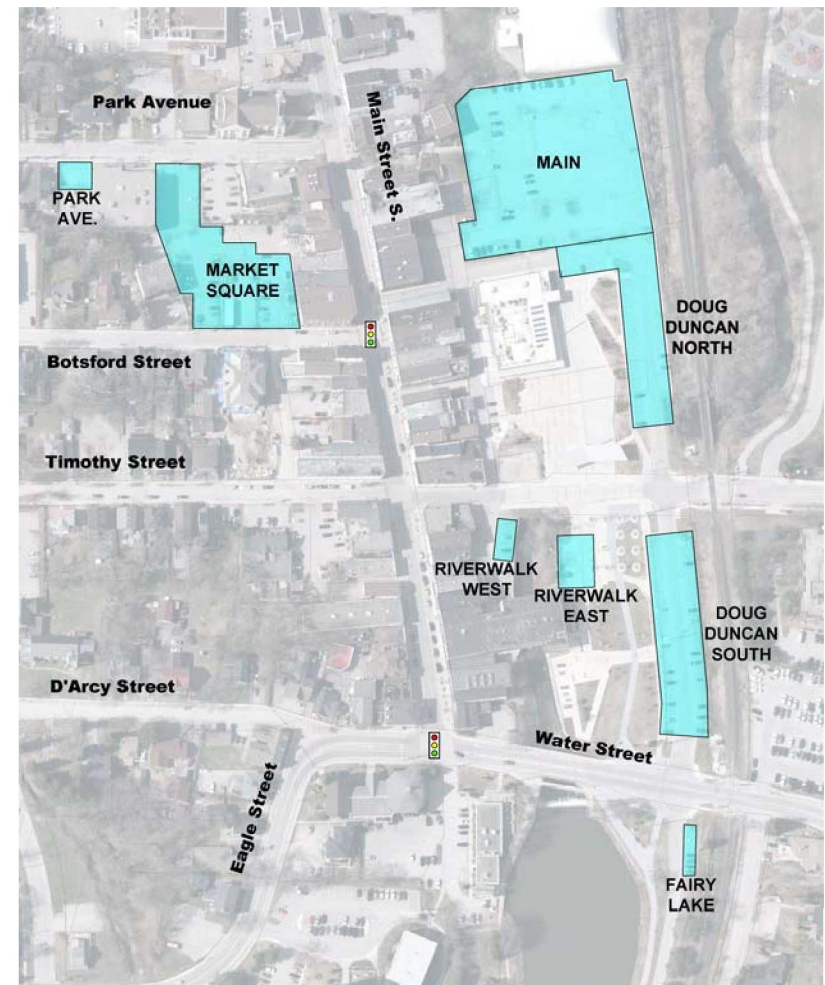 Park Avenue
Main Street S.
MAIN
PARK
AVE.
MARKET
SQUARE
DOUG
DUNCAN
NORTH
Botsford Street
Timothy Street
RIVERWALK
WEST
RIVERWALK
EAST
DOUG
DUNCAN
SOUTH
D'Arcy Street
Water Street
Eagle Street
FAIRY
LAKE